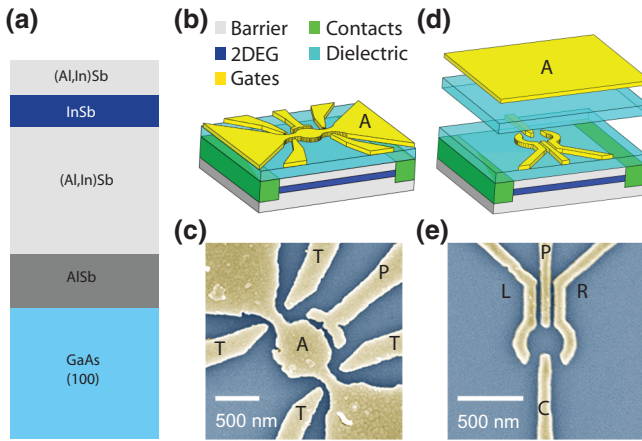 (a)
(Al,In)Sb
InSb
(Al,In)Sb
AlSb
GaAs
(100)
(b)
Barrier
2DEG
Gates
Contacts
Dielectric
A
(c)
T
P
T
A
T
T
500 nm
(d)
A
(e)
P
L
R
C
500 nm